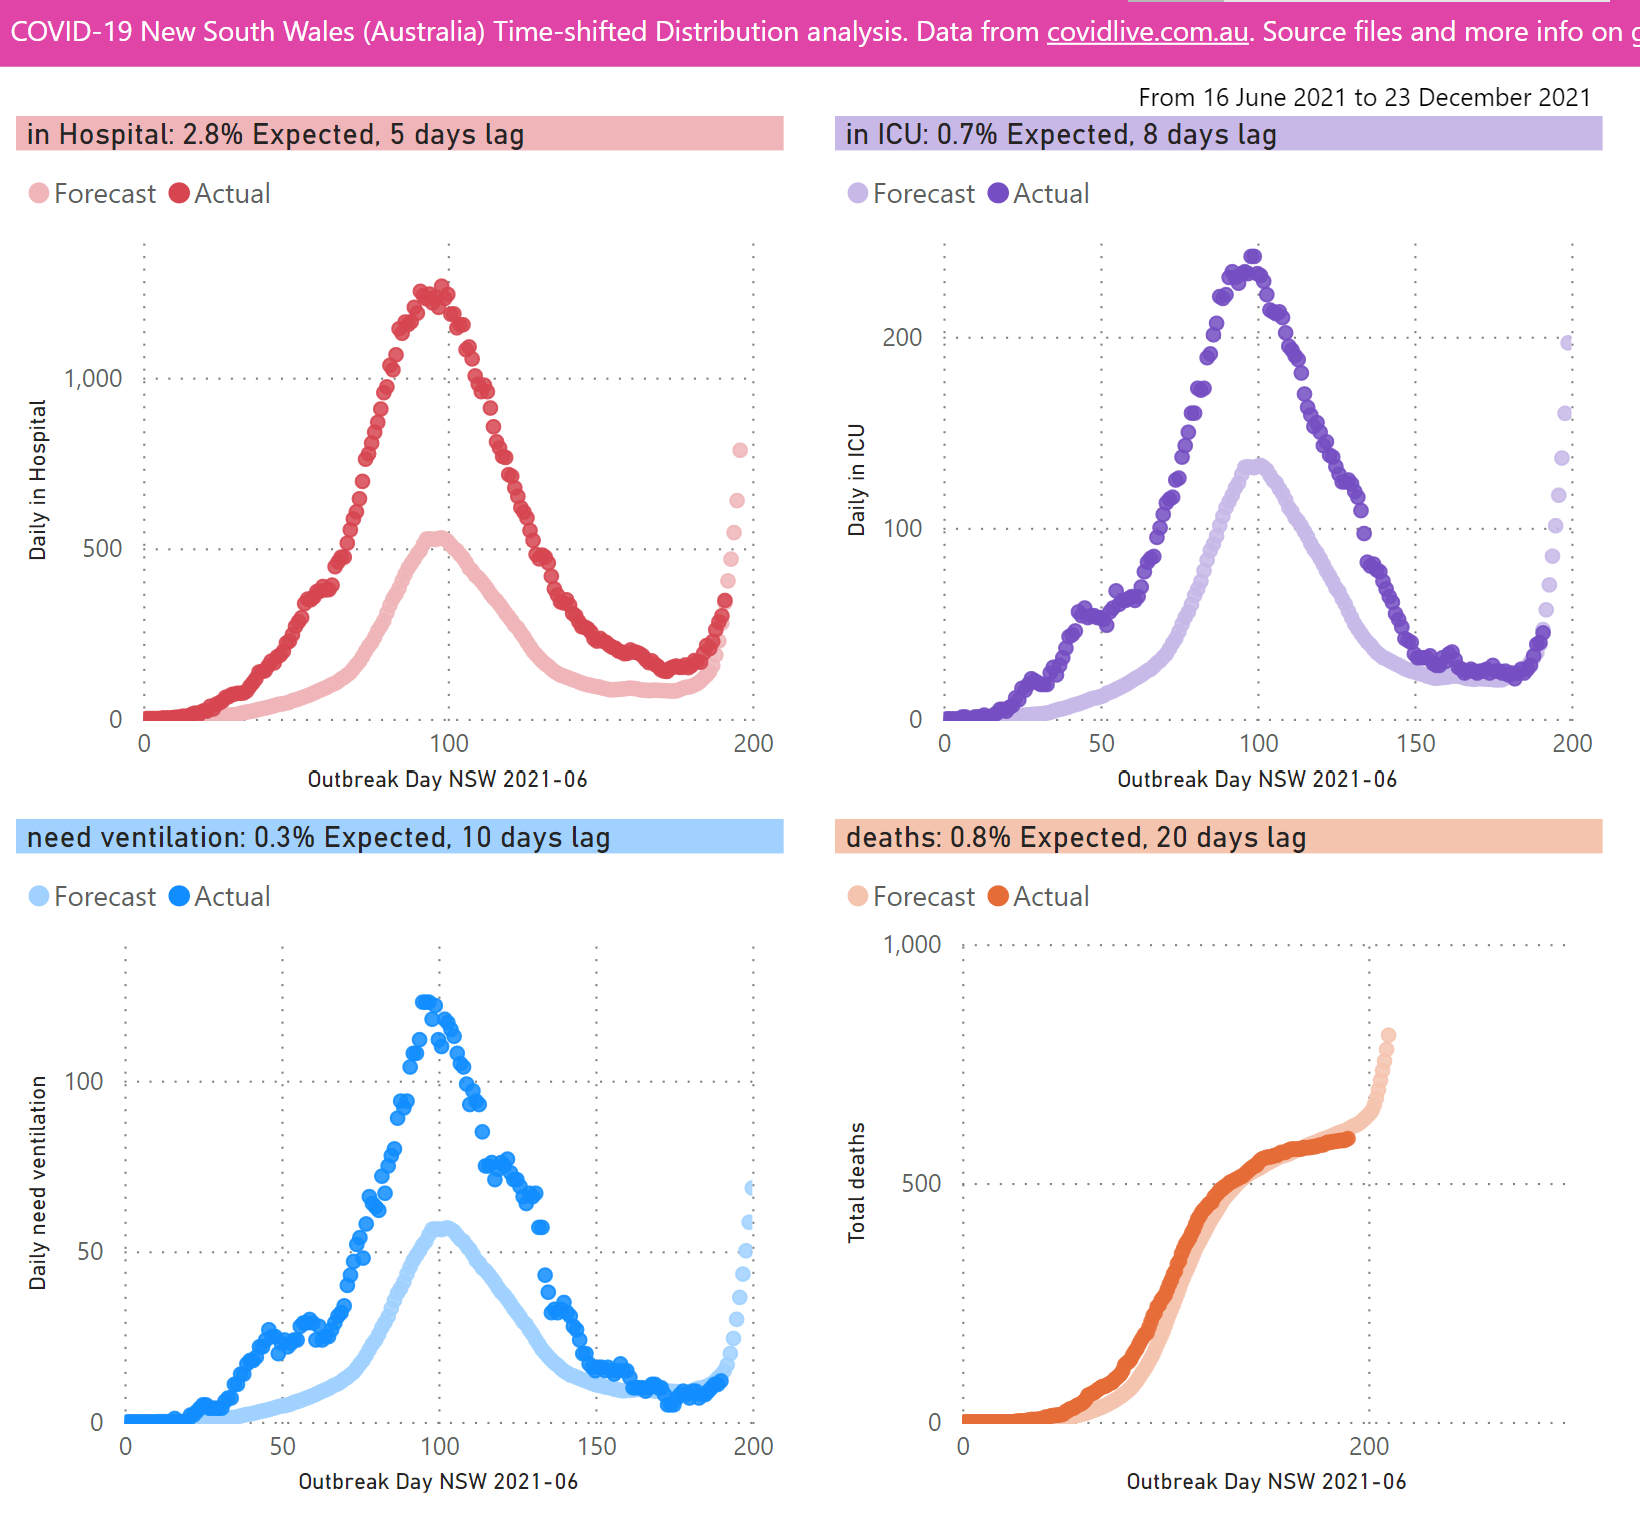 COVID-19 New South Wales (Australia) Time-shifted Distribution analysis. Data from covidlive.com.au. Source files and more info on
From 16 June 2021 to 23 December 2021
in Hospital: 2.8% Expected, 5 days lag
Forecast Actual
Daily in Hospital
1,000
500
0
0 100 200
Outbreak Day NSW 2021-06
in ICU: 0.7% Expected, 8 days lag
Forecast Actual
Daily in ICU
200
100
0
0 50 100 150 200
Outbreak Day NSW 2021-06
need ventilation: 0.3% Expected, 10 days lag
Forecast Actual
Daily need ventilation
100
50
0
0 50 100 150 200
Outbreak Day NSW 2021-06
deaths: 0.8% Expected, 20 days lag
Forecast Actual
Total deaths
1,000
500
0
0 200
Outbreak Day NSW 2021-06